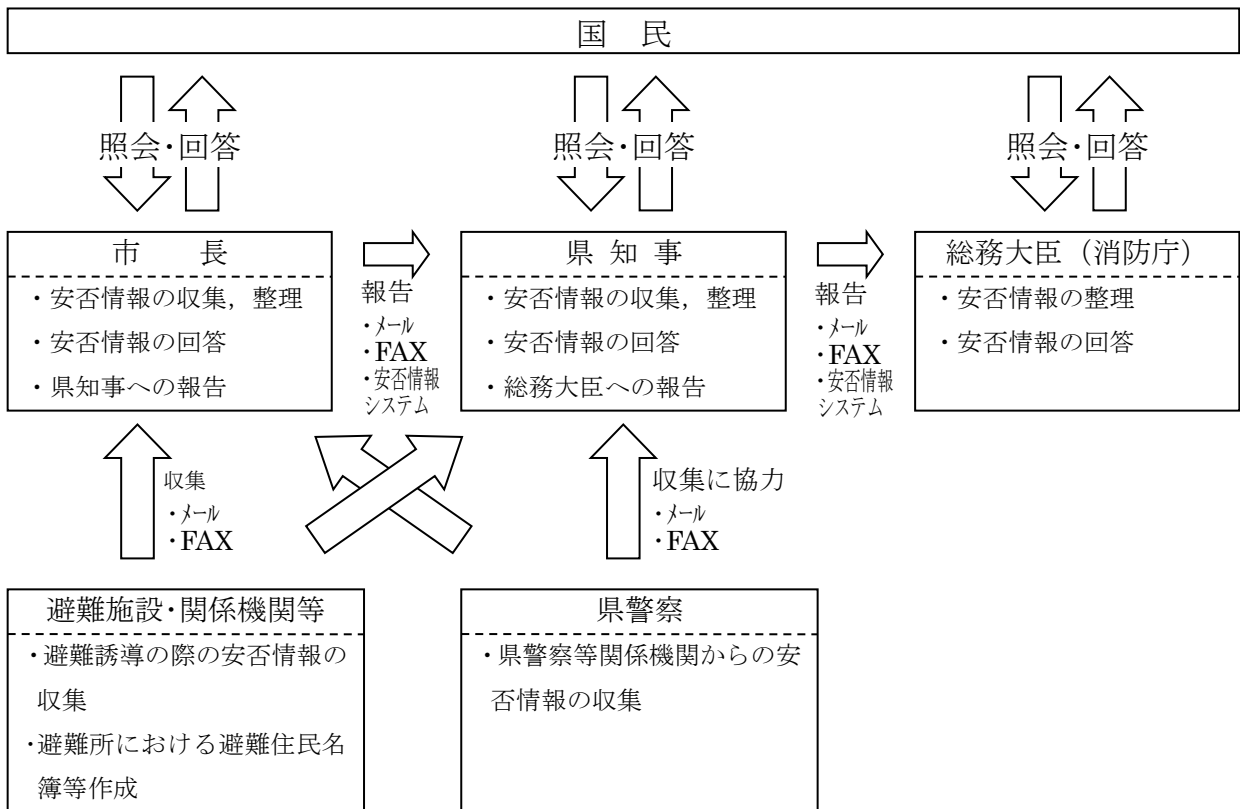 国 民
照会・回答
照会・回答
照会・回答
市 長
・安否情報の収集，整理
・安否情報の回答
・県知事への報告
報告
・メール
・FAX
・安否情報
システム
県 知 事
・安否情報の収集，整理
・安否情報の回答
・総務大臣への報告
報告
・メール
・FAX
・安否情報
システム
総務大臣（消防庁）
・安否情報の整理
・安否情報の回答
収集
・メール
・FAX
収集に協力
・メール
・FAX
避難施設・関係機関等
・避難誘導の際の安否情報の
収集
・避難所における避難住民名
簿等作成
県警察
・県警察等関係機関からの安
否情報の収集